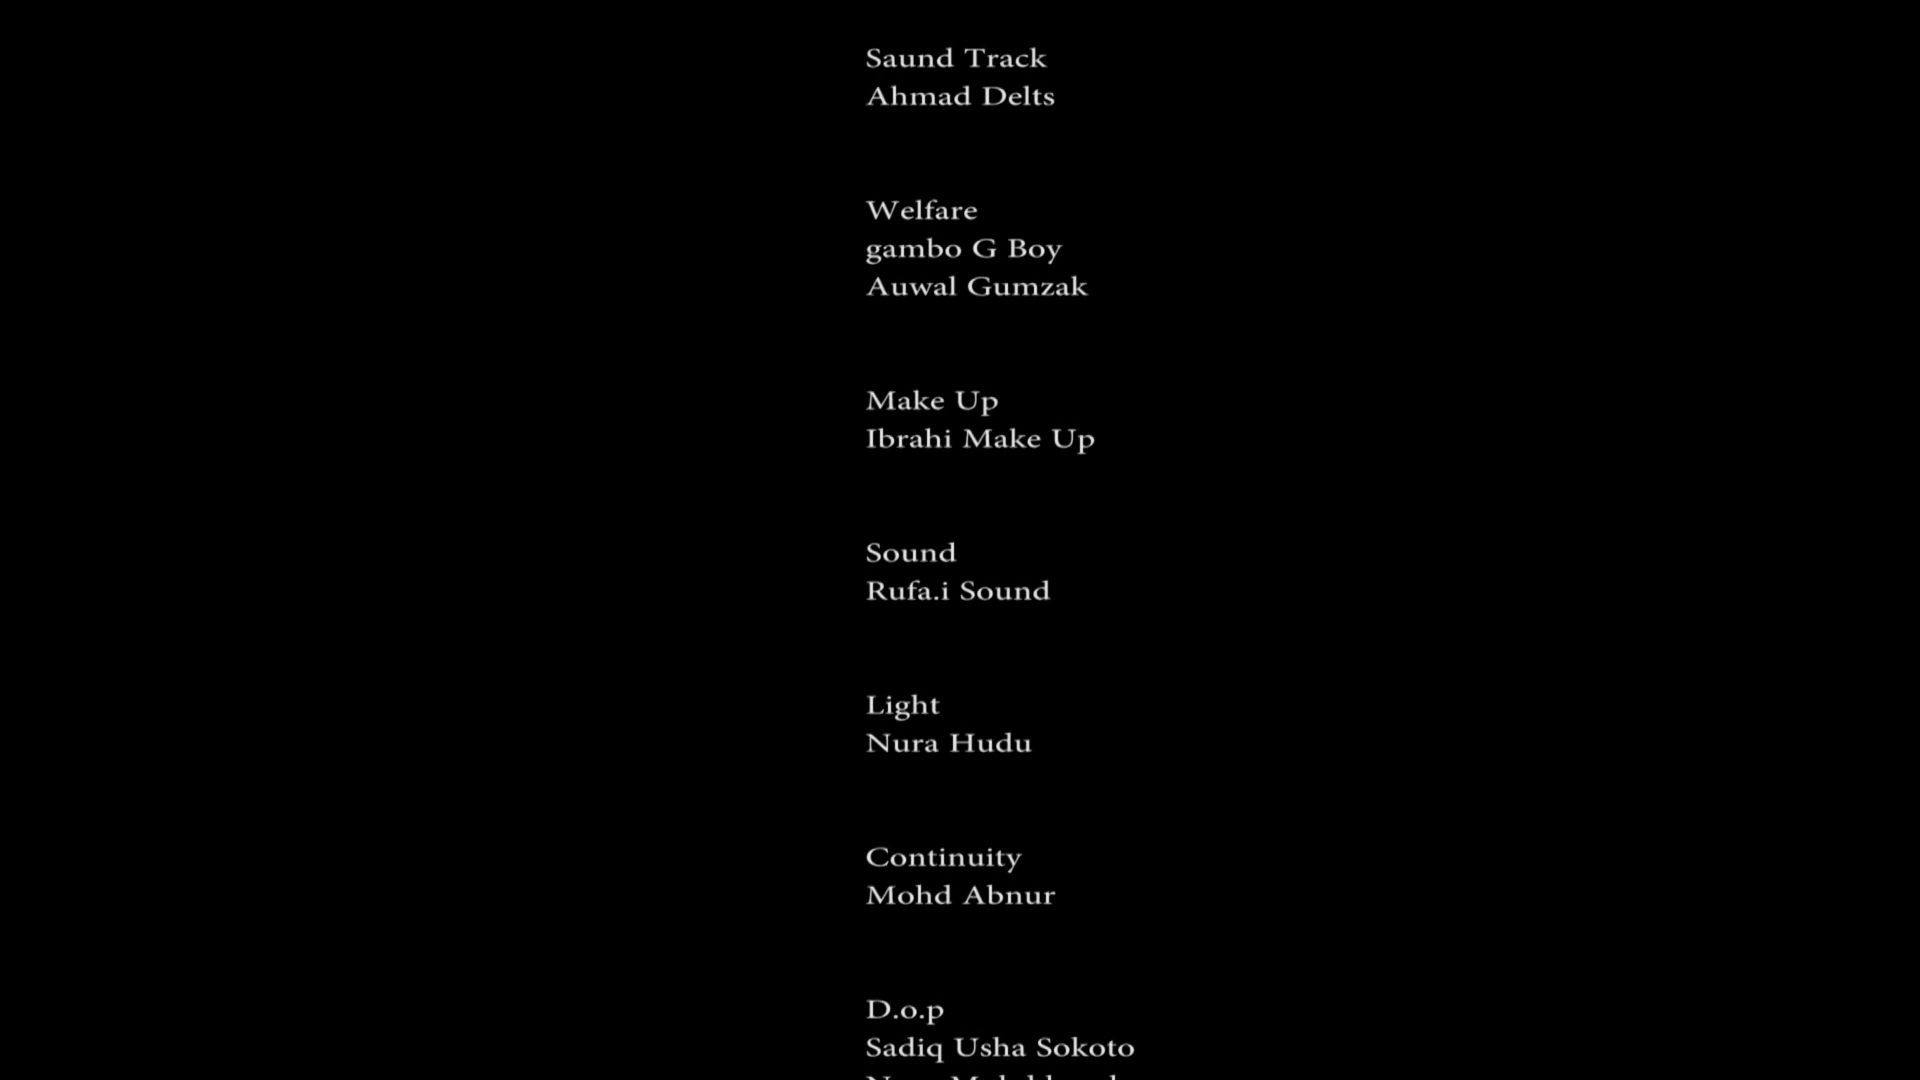 Saund Track
Ahmad Delts
Welfare
gambo G Boy
Auwal Gumzak
Make Up
Ibrahi Make Up
Sound
Rufa.i Sound
Light
Nura Hudu
Continuity
Mohd Abnur
D.o.p
Sadiq Usha Sokoto